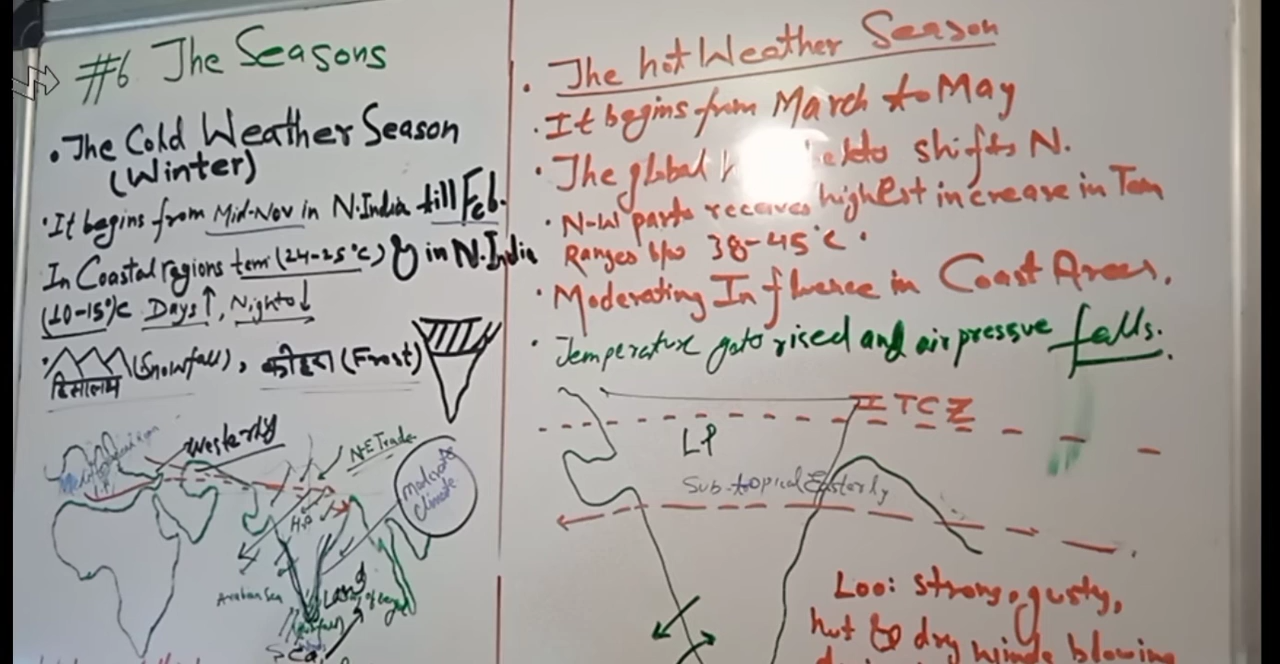 #6 The Seasons
• The Cold Weather Season
(Winter)
• It begins from Mid-Nov in N.India till Feb.
In Coastal regions tem (24-25°C) & in N.India
(10-15)°C Days↑, Nights↓
• हिमालय (Snowfall), (Frost)
Westerly
N-E Trade
Moderate
Climate
H.P
Arabian Sea
Land
Sea
• The hot Weather Season
• It begins from March to May
• The global shifts N.
• N-W parts receives highest increase in Tem
Ranges b/w 38-45°C.
• Moderating Influence in Coast Areas.
• Temperature gets rised and air pressure falls.
ITCZ
LP
Sub-topical Easterly
Loo: strong, gusty,
hot & dry winds blowing